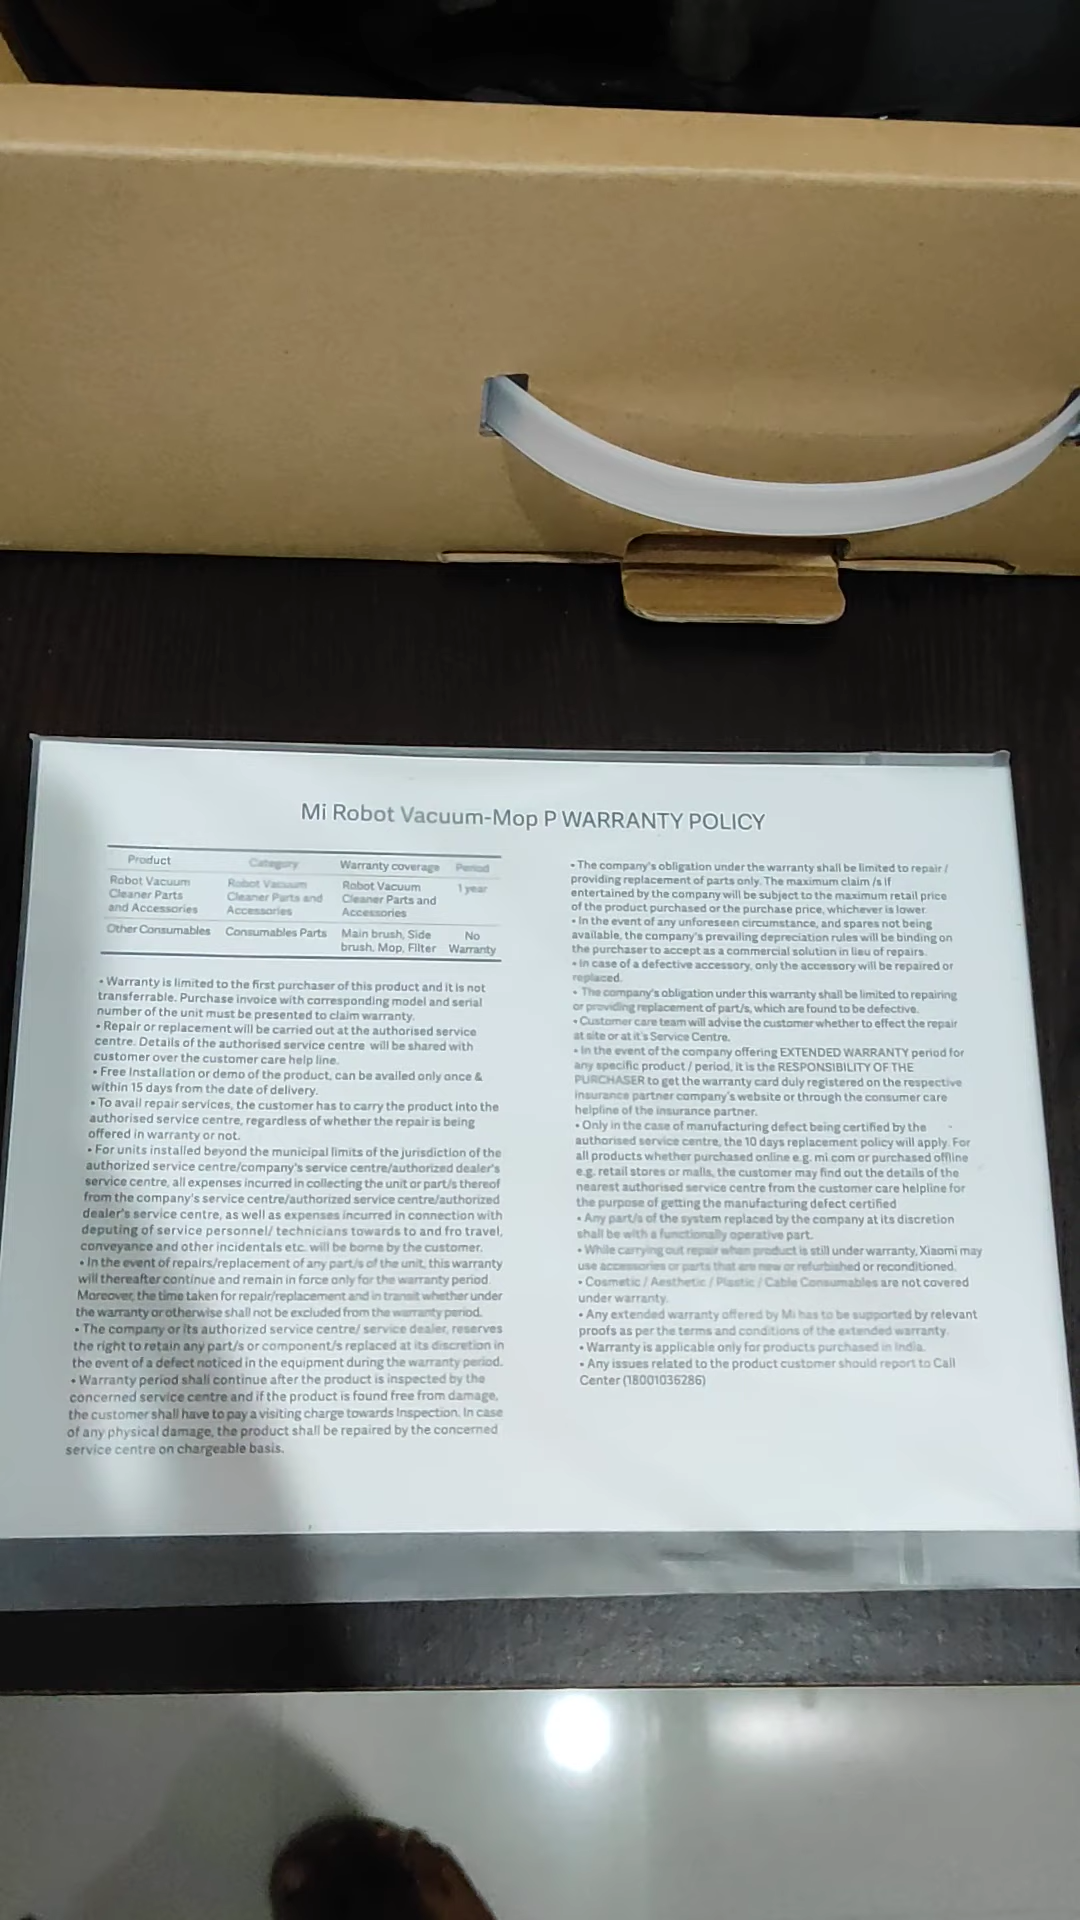 Mi Robot Vacuum-Mop P WARRANTY POLICY
Product Category Warranty coverage Period
Robot Vacuum Cleaner Parts and Accessories Robot Vacuum Cleaner Parts and Accessories Robot Vacuum Cleaner Parts and Accessories 1 year
Other Consumables Consumables Parts Main brush, Side brush, Mop, Filter No Warranty
• Warranty is limited to the first purchaser of this product and it is not
transferrable. Purchase invoice with corresponding model and serial
number of the unit must be presented to claim warranty.
• Repair or replacement will be carried out at the authorised service
centre. Details of the authorised service centre will be shared with
customer over the customer care help line.
• Free Installation or demo of the product, can be availed only once &
within 15 days from the date of delivery.
• To avail repair services, the customer has to carry the product into the
authorised service centre, regardless of whether the repair is being
offered in warranty or not.
• For units installed beyond the municipal limits of the jurisdiction of the
authorized service centre/company's service centre/authorized dealer's
service centre, all expenses incurred in collecting the unit or part/s thereof
from the company's service centre/authorized service centre/authorized
dealer's service centre, as well as expenses incurred in connection with
deputing of service personnel/ technicians towards to and fro travel,
conveyance and other incidentals etc. will be borne by the customer.
• In the event of repairs/replacement of any part/s of the unit, this warranty
will thereafter continue and remain in force only for the warranty period.
Moreover, the time taken for repair/replacement and in transit whether under
the warranty or otherwise shall not be excluded from the warranty period.
• The company or its authorized service centre/ service dealer, reserves
the right to retain any part/s or component/s replaced at its discretion in
the event of a defect noticed in the equipment during the warranty period.
• Warranty period shall continue after the product is inspected by the
concerned service centre and if the product is found free from damage,
the customer shall have to pay a visiting charge towards Inspection. In case
of any physical damage, the product shall be repaired by the concerned
service centre on chargeable basis.
• The company's obligation under the warranty shall be limited to repair /
providing replacement of parts only. The maximum claim /s if
entertained by the company will be subject to the maximum retail price
of the product purchased or the purchase price, whichever is lower.
• In the event of any unforeseen circumstance, and spares not being
available, the company's prevailing depreciation rules will be binding on
the purchaser to accept as a commercial solution in lieu of repairs.
• In case of a defective accessory, only the accessory will be repaired or
replaced.
• The company's obligation under this warranty shall be limited to repairing
or providing replacement of part/s, which are found to be defective.
• Customer care team will advise the customer whether to effect the repair
at site or at it's Service Centre.
• In the event of the company offering EXTENDED WARRANTY period for
any specific product / period, it is the RESPONSIBILITY OF THE
PURCHASER to get the warranty card duly registered on the respective
insurance partner company's website or through the consumer care
helpline of the insurance partner.
• Only in the case of manufacturing defect being certified by the
authorised service centre, the 10 days replacement policy will apply. For
all products whether purchased online e.g. mi.com or purchased offline
e.g. retail stores or malls, the customer may find out the details of the
nearest authorised service centre from the customer care helpline for
the purpose of getting the manufacturing defect certified
• Any part/s of the system replaced by the company at its discretion
shall be with a functionally operative part.
• While carrying out repair when product is still under warranty, Xiaomi may
use accessories or parts that are new or refurbished or reconditioned.
• Cosmetic / Aesthetic / Plastic / Cable Consumables are not covered
under warranty.
• Any extended warranty offered by Mi has to be supported by relevant
proofs as per the terms and conditions of the extended warranty.
• Warranty is applicable only for products purchased in India.
• Any issues related to the product customer should report to Call
Center (18001036286)